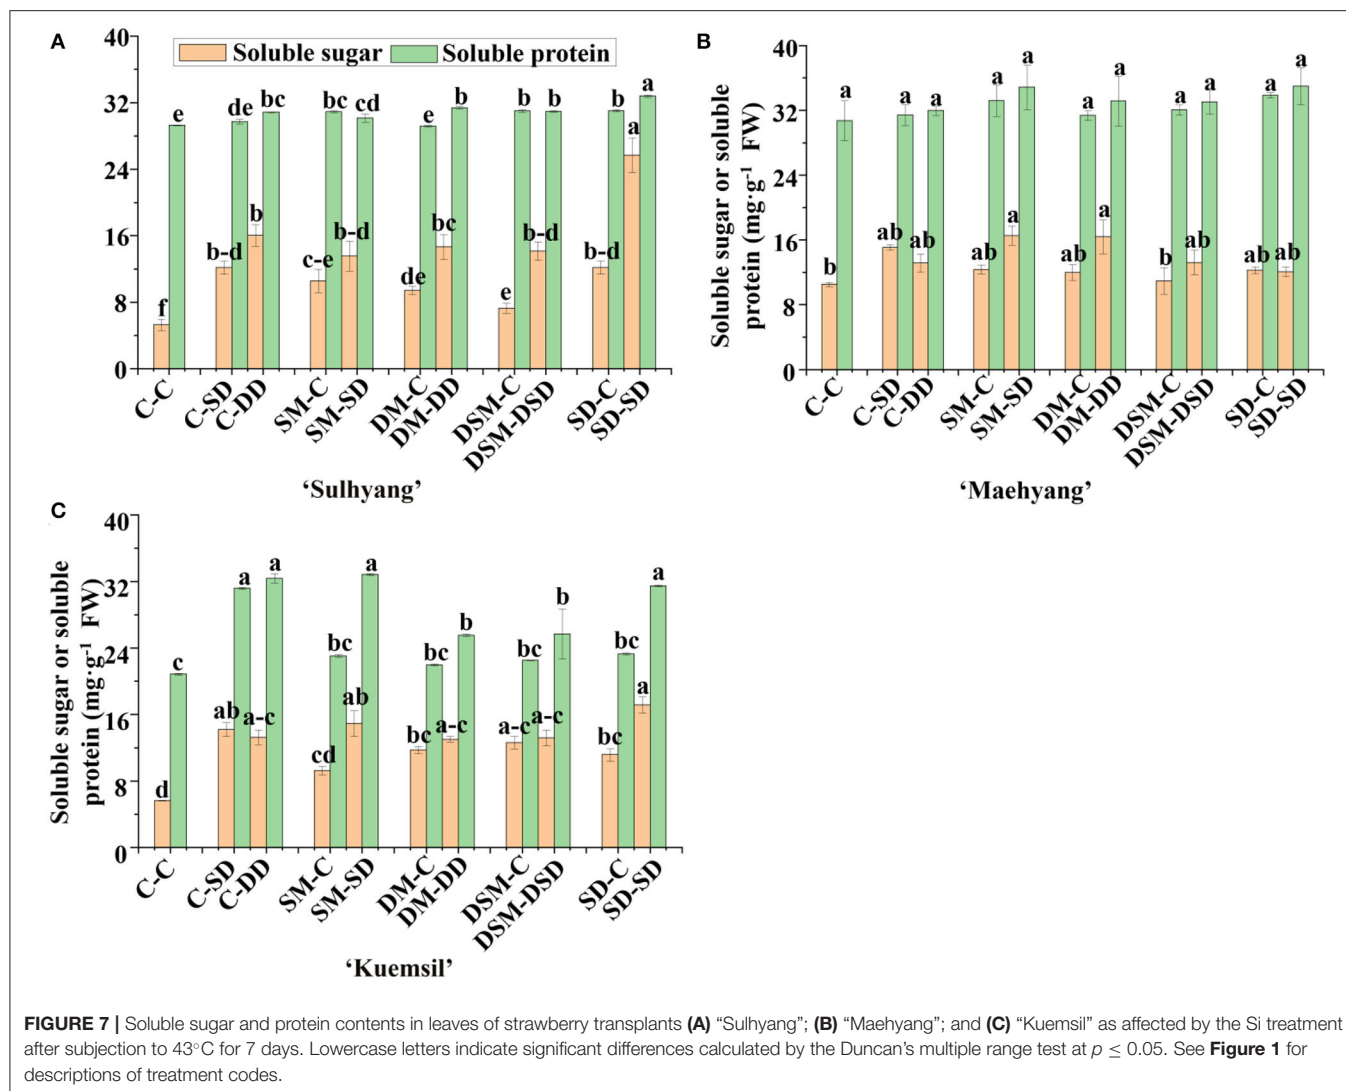 A
40
Soluble sugar
Soluble protein
32
24
16
8
0
e
de
bc
bc
cd
e
b
b
b
b
a
f
b-d
b
c-e
b-d
de
bc
e
b-d
b-d
a
C-C
C-SD
C-DD
SM-C
SM-SD
DM-C
DM-DD
DSM-C
DSM-DSD
SD-C
SD-SD
‘Sulhyang’
B
Soluble sugar or soluble
protein (mg·g⁻¹ FW)
40
32
24
16
8
0
a
a
a
a
a
a
a
a
a
a
a
b
ab
ab
ab
a
ab
a
b
ab
ab
ab
C-C
C-SD
C-DD
SM-C
SM-SD
DM-C
DM-DD
DSM-C
DSM-DSD
SD-C
SD-SD
‘Maehyang’
C
Soluble sugar or soluble
protein (mg·g⁻¹ FW)
40
32
24
16
8
0
c
a
a
bc
a
bc
b
bc
b
bc
a
d
ab
a-c
cd
ab
bc
a-c
a-c
a-c
bc
a
C-C
C-SD
C-DD
SM-C
SM-SD
DM-C
DM-DD
DSM-C
DSM-DSD
SD-C
SD-SD
‘Kuemsil’
FIGURE 7 | Soluble sugar and protein contents in leaves of strawberry transplants (A) “Sulhyang”; (B) “Maehyang”; and (C) “Kuemsil” as affected by the Si treatment
after subjection to 43°C for 7 days. Lowercase letters indicate significant differences calculated by the Duncan’s multiple range test at p ≤ 0.05. See Figure 1 for
descriptions of treatment codes.